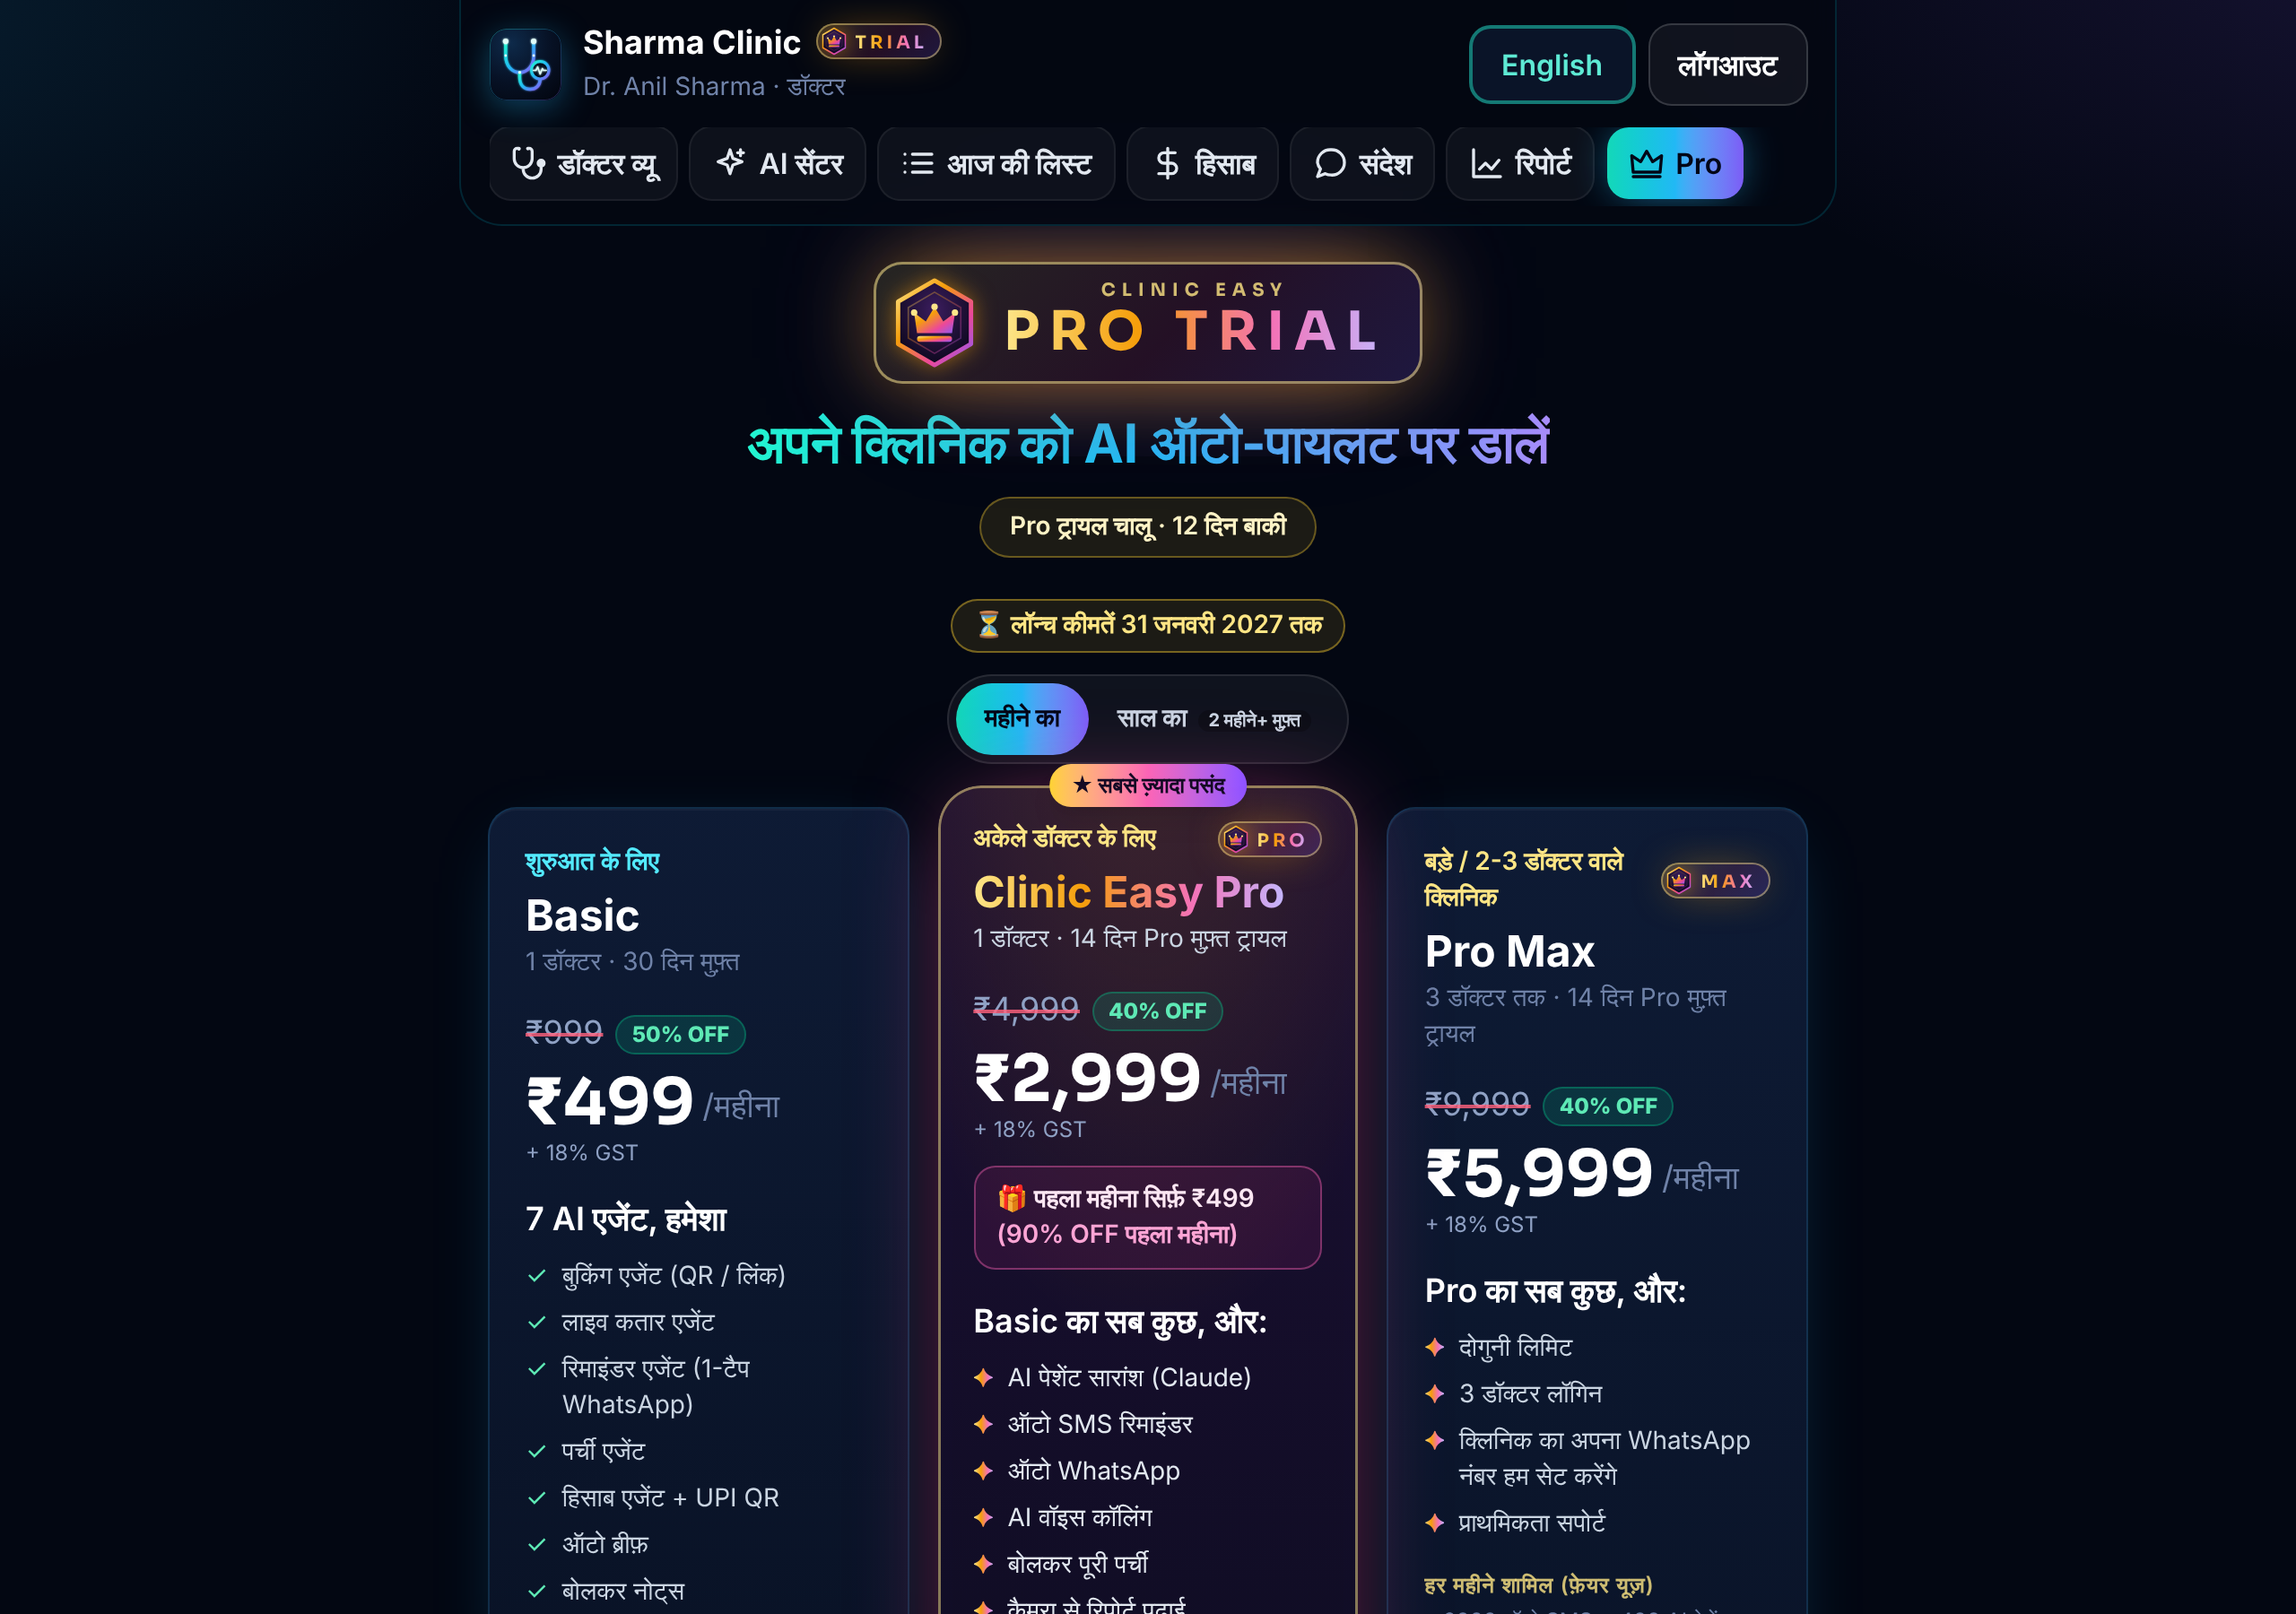 Sharma Clinic
TRIAL
Dr. Anil Sharma · डॉक्टर
English
लॉगआउट
डॉक्टर व्यू
AI सेंटर
आज की लिस्ट
हिसाब
संदेश
रिपोर्ट
Pro
CLINIC EASY
PRO TRIAL
अपने क्लिनिक को AI ऑटो-पायलट पर डालें
Pro ट्रायल चालू · 12 दिन बाकी
⏳ लॉन्च कीमतें 31 जनवरी 2027 तक
महीने का
साल का 2 महीने+ मुफ़्त
शुरुआत के लिए
Basic
1 डॉक्टर · 30 दिन मुफ़्त
₹999 50% OFF
₹499 /महीना
+ 18% GST
7 AI एजेंट, हमेशा
✓ बुकिंग एजेंट (QR / लिंक)
✓ लाइव कतार एजेंट
✓ रिमाइंडर एजेंट (1-टैप
WhatsApp)
✓ पर्ची एजेंट
✓ हिसाब एजेंट + UPI QR
✓ ऑटो ब्रीफ़
✓ बोलकर नोट्स
★ सबसे ज़्यादा पसंद
अकेले डॉक्टर के लिए
PRO
Clinic Easy Pro
1 डॉक्टर · 14 दिन Pro मुफ़्त ट्रायल
₹4,999 40% OFF
₹2,999 /महीना
+ 18% GST
🎁 पहला महीना सिर्फ़ ₹499
(90% OFF पहला महीना)
Basic का सब कुछ, और:
✦ AI पेशेंट सारांश (Claude)
✦ ऑटो SMS रिमाइंडर
✦ ऑटो WhatsApp
✦ AI वॉइस कॉलिंग
✦ बोलकर पूरी पर्ची
✦ कैमरा से रिपोर्ट पढ़ाई
बड़े / 2-3 डॉक्टर वाले
क्लिनिक
MAX
Pro Max
3 डॉक्टर तक · 14 दिन Pro मुफ़्त
ट्रायल
₹9,999 40% OFF
₹5,999 /महीना
+ 18% GST
Pro का सब कुछ, और:
✦ दोगुनी लिमिट
✦ 3 डॉक्टर लॉगिन
✦ क्लिनिक का अपना WhatsApp
नंबर हम सेट करेंगे
✦ प्राथमिकता सपोर्ट
हर महीने शामिल (फ़ेयर यूज़)